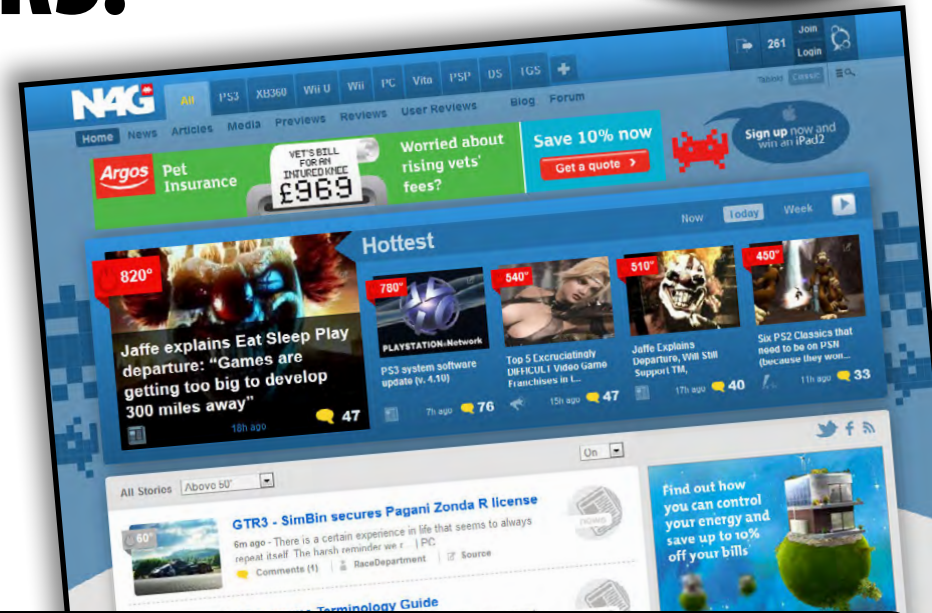 RS!
N4G
All PS3 XB360 Wii U Wii PC Vita PSP DS TGS +
261
Join
Login
Tabloid Classic
Home News Articles Media Previews Reviews User Reviews Blog Forum
Argos
Pet
Insurance
VET'S BILL
FOR AN
INJURED KNEE
£969
Worried about
rising vets'
fees?
Save 10% now
Get a quote >
Sign up now and
win an iPad2
Hottest
Now Today Week
820°
Jaffe explains Eat Sleep Play
departure: “Games are
getting too big to develop
300 miles away”
18h ago 47
780°
PLAYSTATION®Network
PS3 system software
update (v. 4.10)
7h ago 76
540°
Top 5 Excruciatingly
DIFFICULT Video Game
Franchises in t...
15h ago 47
510°
Jaffe Explains
Departure, Will Still
Support TM,
17h ago 40
450°
Six PS2 Classics that
need to be on PSN
(because they won...
11h ago 33
All Stories Above 50°
On
60°
GTR3 - SimBin secures Pagani Zonda R license
6m ago - There is a certain experience in life that seems to always
repeat itself. The harsh reminder we r... | PC
Comments (1) RaceDepartment Source
Terminology Guide
Find out how
you can control
your energy and
save up to 10%
off your bills